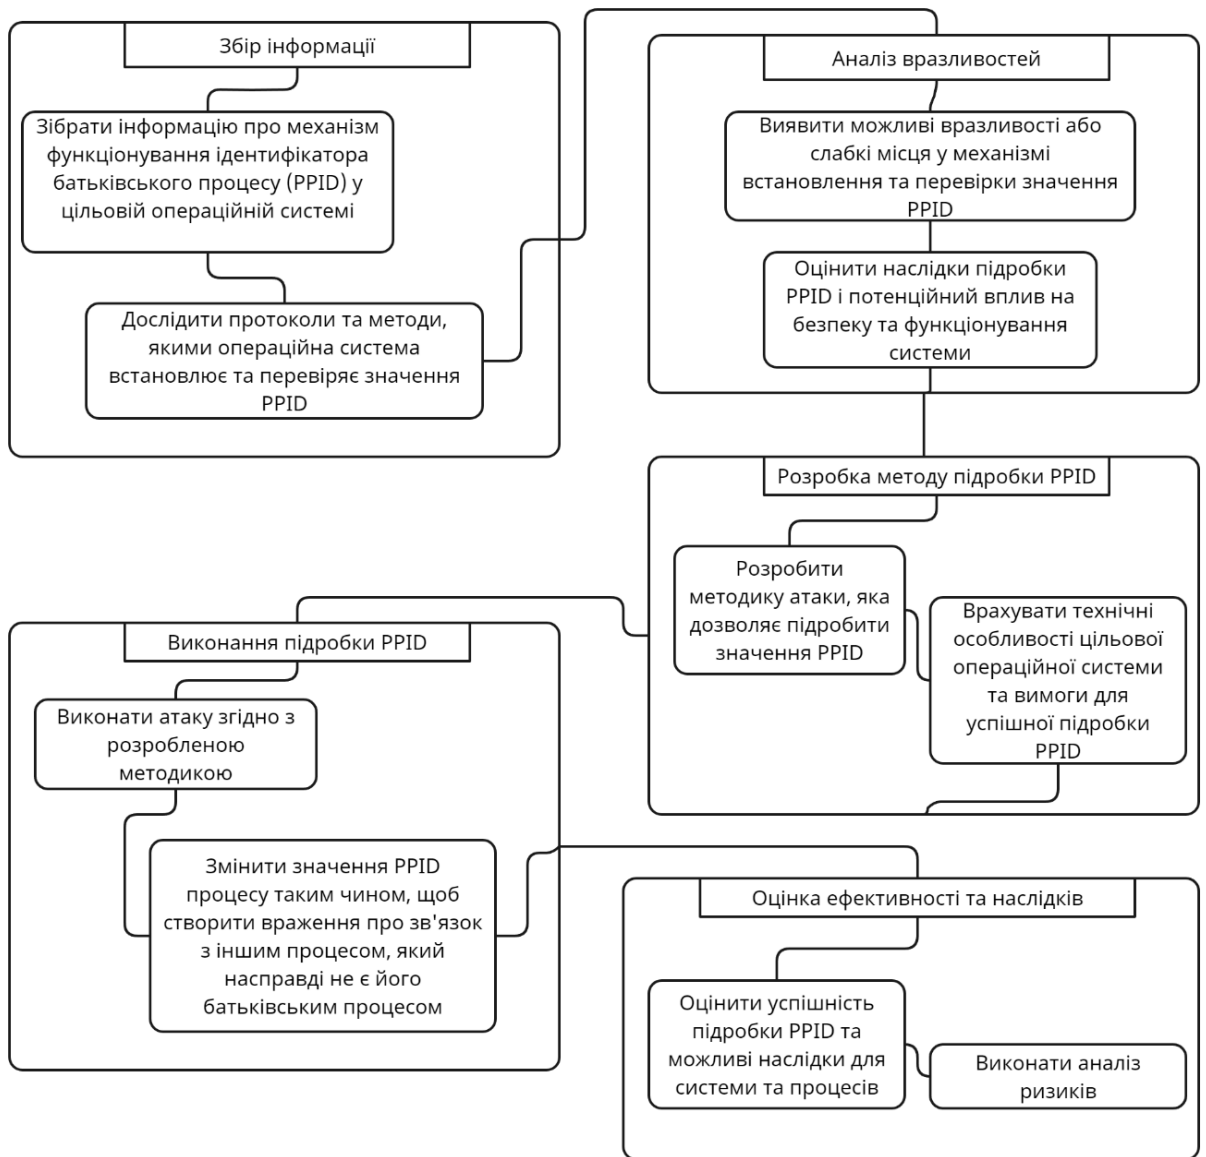 Збір інформації
Зібрати інформацію про механізм
функціонування ідентифікатора
батьківського процесу (PPID) у
цільовій операційній системі
Дослідити протоколи та методи,
якими операційна система
встановлює та перевіряє значення
PPID
Аналіз вразливостей
Виявити можливі вразливості або
слабкі місця у механізмі
встановлення та перевірки значення
PPID
Оцінити наслідки підробки
PPID і потенційний вплив на
безпеку та функціонування
системи
Розробка методу підробки PPID
Розробити
методику атаки, яка
дозволяє підробити
значення PPID
Врахувати технічні
особливості цільової
операційної системи
та вимоги для
успішної підробки
PPID
Виконання підробки PPID
Виконати атаку згідно з
розробленою
методикою
Змінити значення PPID
процесу таким чином, щоб
створити враження про зв'язок
з іншим процесом, який
насправді не є його
батьківським процесом
Оцінка ефективності та наслідків
Оцінити успішність
підробки PPID та
можливі наслідки для
системи та процесів
Виконати аналіз
ризиків